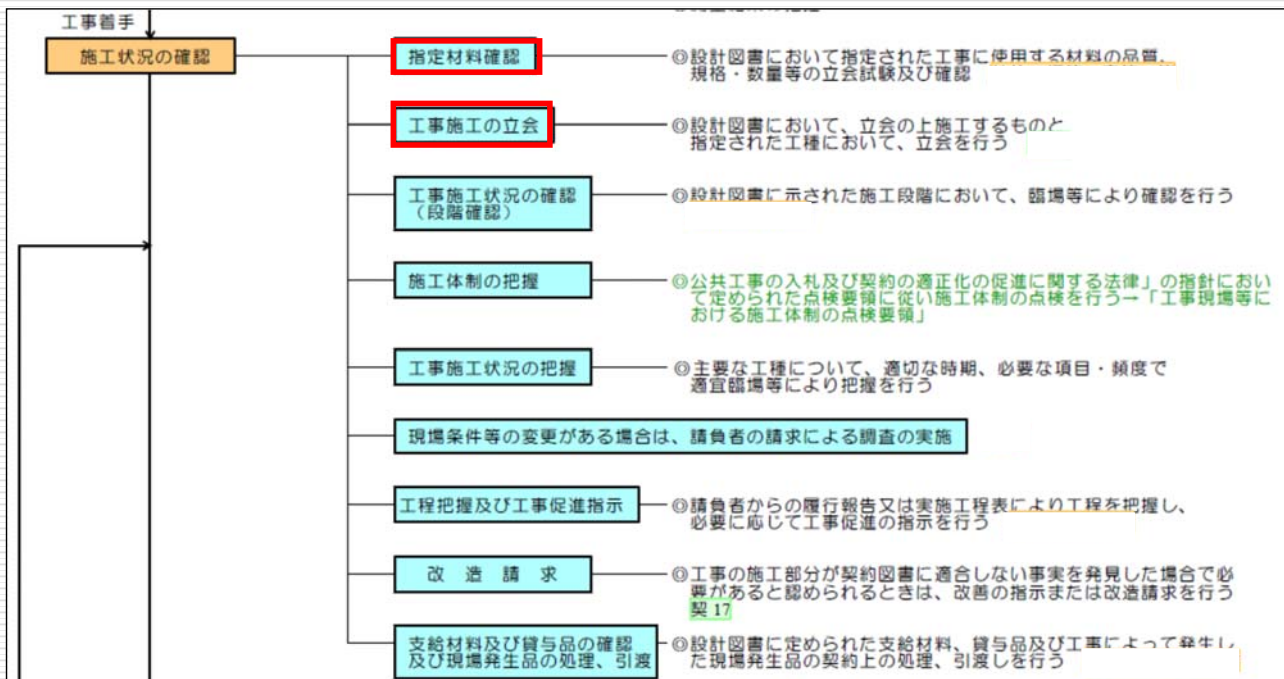 工事着手
施工状況の確認
指定材料確認
◎設計図書において指定された工事に使用する材料の品質、
規格・数量等の立会試験及び確認
工事施工の立会
◎設計図書において、立会の上施工するものと
指定された工種において、立会を行う
工事施工状況の確認
（段階確認）
◎設計図書に示された施工段階において、臨場等により確認を行う
施工体制の把握
◎公共工事の入札及び契約の適正化の促進に関する法律」の指針におい
て定められた点検要領に従い施工体制の点検を行う→「工事現場等に
おける施工体制の点検要領」
工事施工状況の把握
◎主要な工種について、適切な時期、必要な項目・頻度で
適宜臨場等により把握を行う
現場条件等の変更がある場合は、請負者の請求による調査の実施
工程把握及び工事促進指示
◎請負者からの履行報告又は実施工程表により工程を把握し、
必要に応じて工事促進の指示を行う
改 造 請 求
◎工事の施工部分が契約図書に適合しない事実を発見した場合で必
要があると認められるときは、改善の指示または改造請求を行う
契 17
支給材料及び貸与品の確認
及び現場発生品の処理、引渡
◎設計図書に定められた支給材料、貸与品及び工事によって発生し
た現場発生品の契約上の処理、引渡しを行う